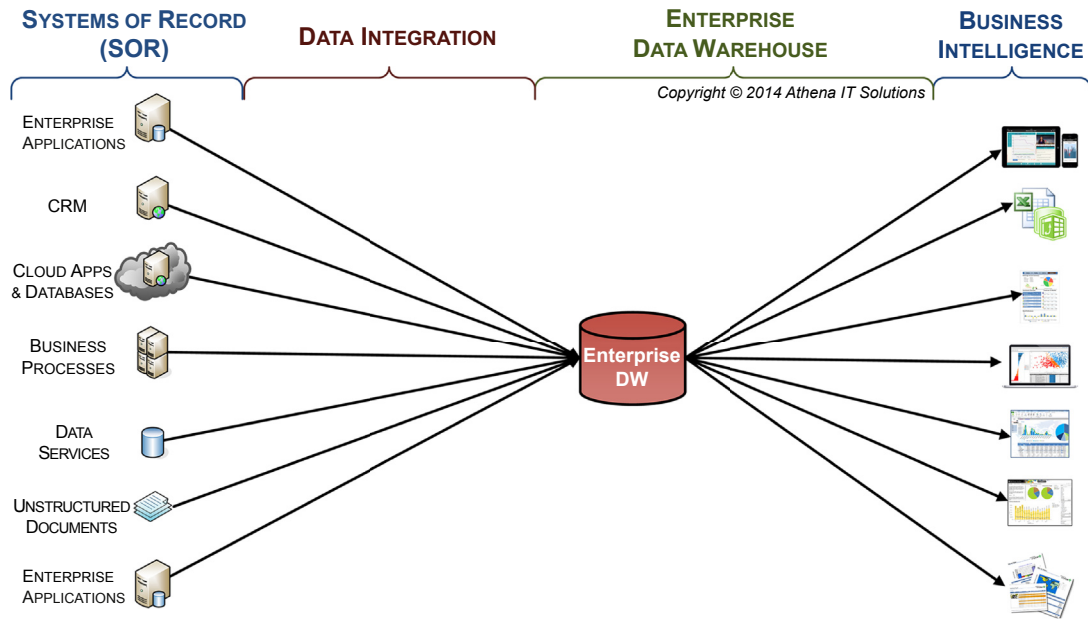 SYSTEMS OF RECORD
(SOR)
DATA INTEGRATION
ENTERPRISE
DATA WAREHOUSE
BUSINESS
INTELLIGENCE
Copyright © 2014 Athena IT Solutions
ENTERPRISE
APPLICATIONS
CRM
CLOUD APPS
& DATABASES
BUSINESS
PROCESSES
DATA
SERVICES
UNSTRUCTURED
DOCUMENTS
ENTERPRISE
APPLICATIONS
Enterprise
DW